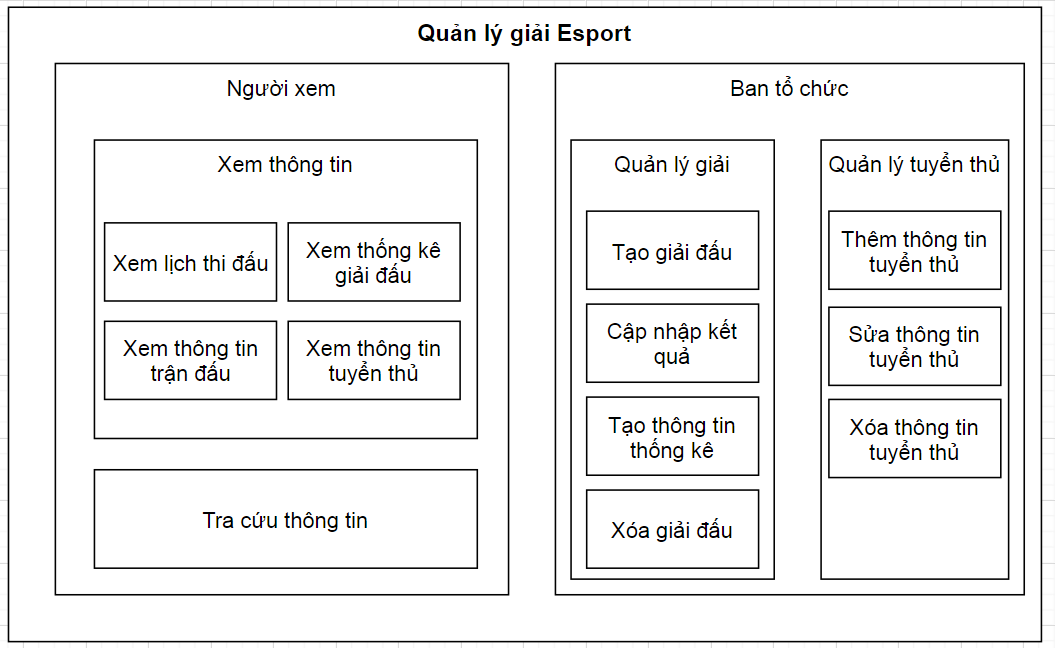 Quản lý giải Esport
Người xem
Xem thông tin
Xem lịch thi đấu
Xem thống kê
giải đấu
Xem thông tin
trận đấu
Xem thông tin
tuyển thủ
Tra cứu thông tin
Ban tổ chức
Quản lý giải
Tạo giải đấu
Cập nhập kết
quả
Tạo thông tin
thống kê
Xóa giải đấu
Quản lý tuyển thủ
Thêm thông tin
tuyển thủ
Sửa thông tin
tuyển thủ
Xóa thông tin
tuyển thủ